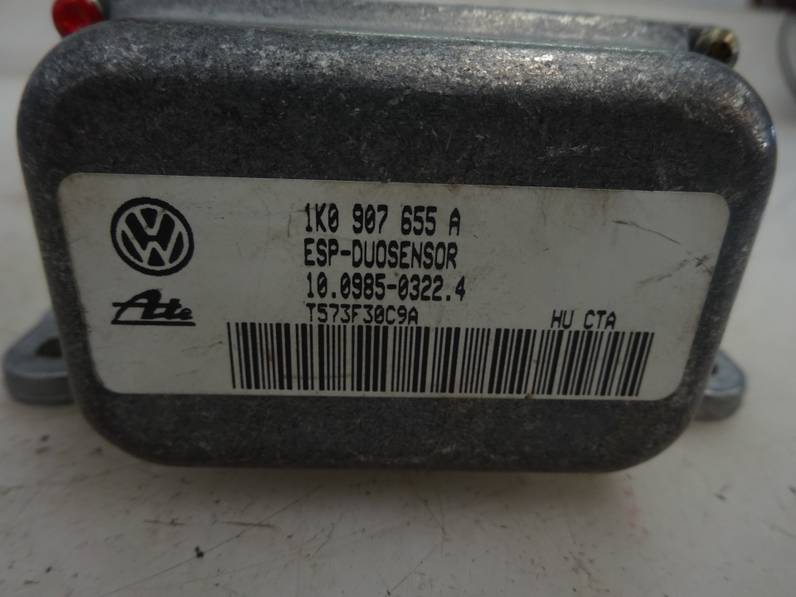 1K0 907 655 A
ESP-DUOSENSOR
10.0985-0322.4
Ate
T573F30C9A HU CTA